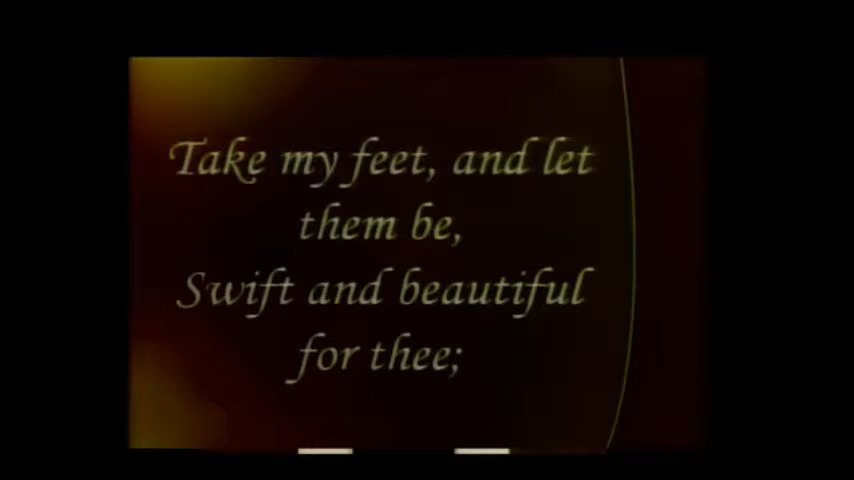 Take my feet, and let
them be,
Swift and beautiful
for thee;